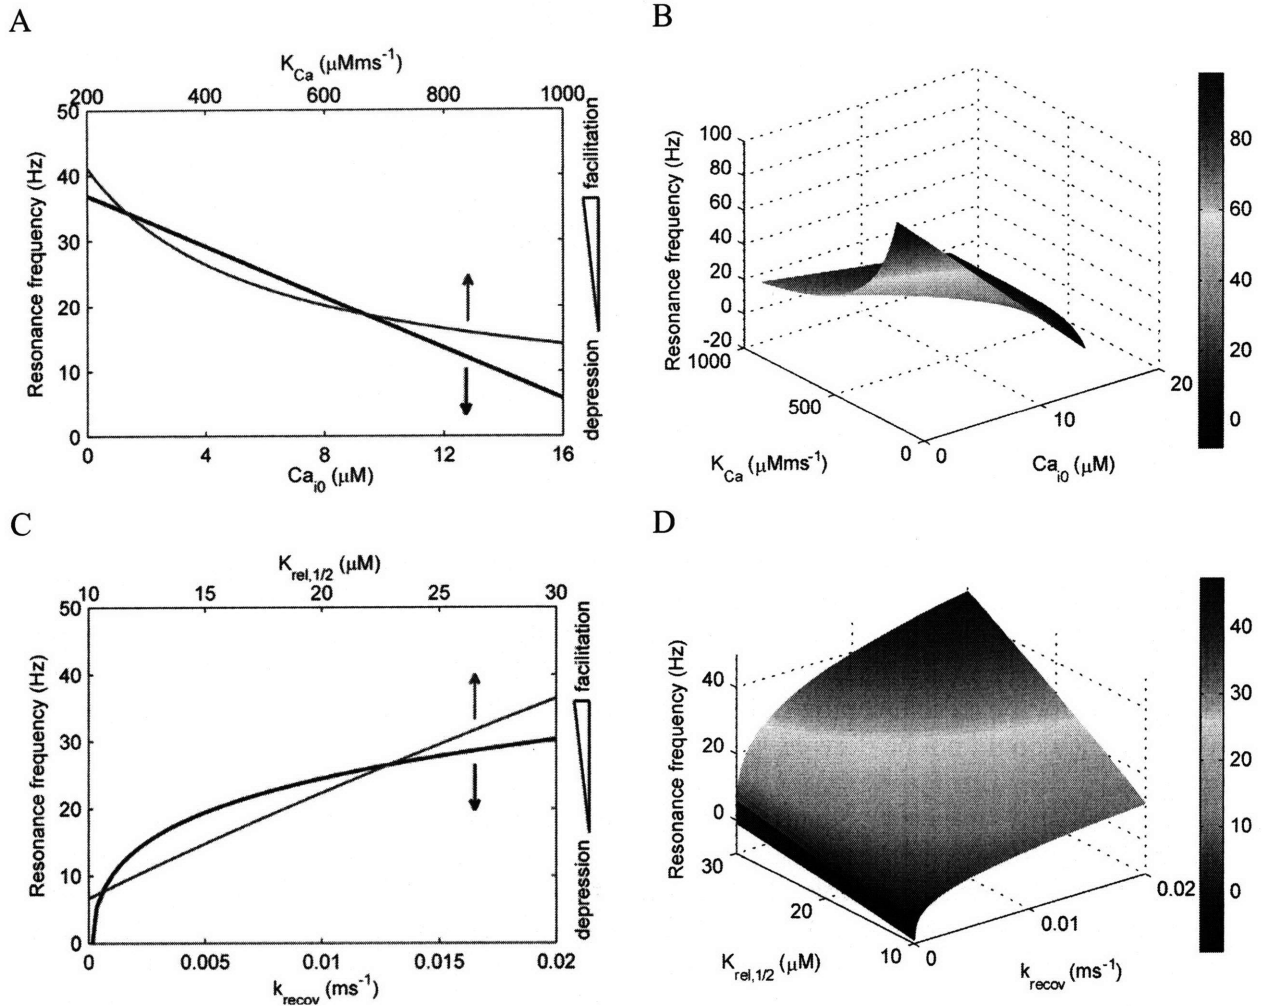 A
K_Ca (μMms^-1)
200 400 600 800 1000
50
40
30
20
10
0
Resonance frequency (Hz)
0 4 8 12 16
Ca_i0 (μM)
facilitation
depression
B
100
80
60
40
20
0
-20
Resonance frequency (Hz)
1000
500
0
K_Ca (μMms^-1)
0
10
20
Ca_i0 (μM)
80
60
40
20
0
C
K_rel,1/2 (μM)
10 15 20 25 30
50
40
30
20
10
0
Resonance frequency (Hz)
0 0.005 0.01 0.015 0.02
k_recov (ms^-1)
facilitation
depression
D
40
20
0
Resonance frequency (Hz)
30
20
10
K_rel,1/2 (μM)
0
0.01
0.02
k_recov (ms^-1)
40
30
20
10
0